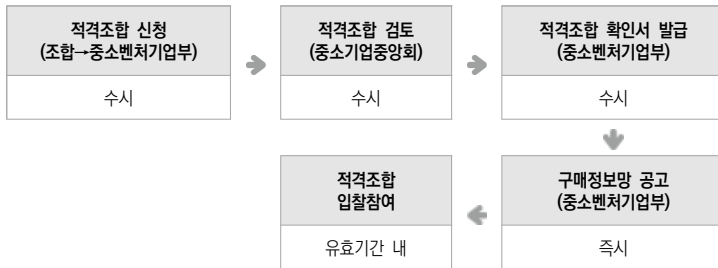 적격조합 신청
(조합→중소벤처기업부)
수시
적격조합 검토
(중소기업중앙회)
수시
적격조합 확인서 발급
(중소벤처기업부)
수시
구매정보망 공고
(중소벤처기업부)
즉시
적격조합
입찰참여
유효기간 내